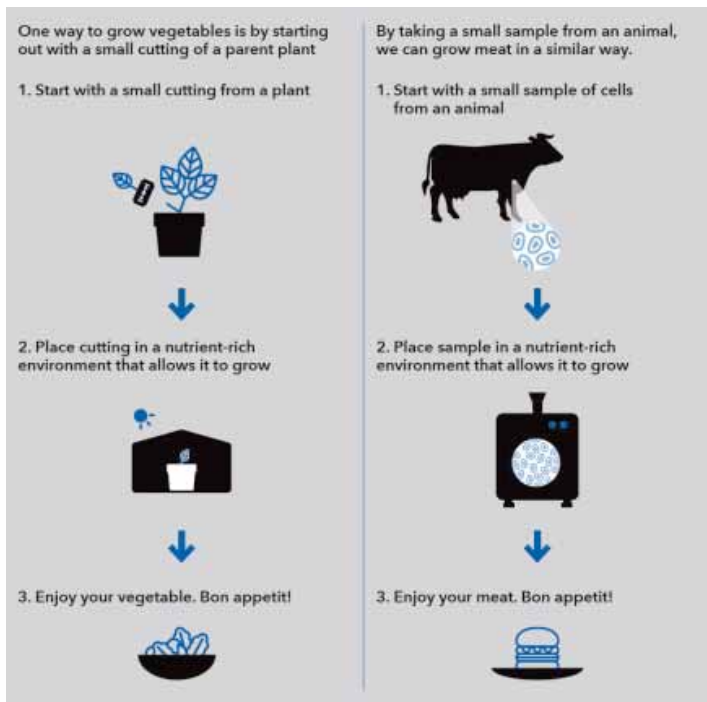 One way to grow vegetables is by starting
out with a small cutting of a parent plant
1. Start with a small cutting from a plant
2. Place cutting in a nutrient-rich
environment that allows it to grow
3. Enjoy your vegetable. Bon appetit!
By taking a small sample from an animal,
we can grow meat in a similar way.
1. Start with a small sample of cells
from an animal
2. Place sample in a nutrient-rich
environment that allows it to grow
3. Enjoy your meat. Bon appetit!